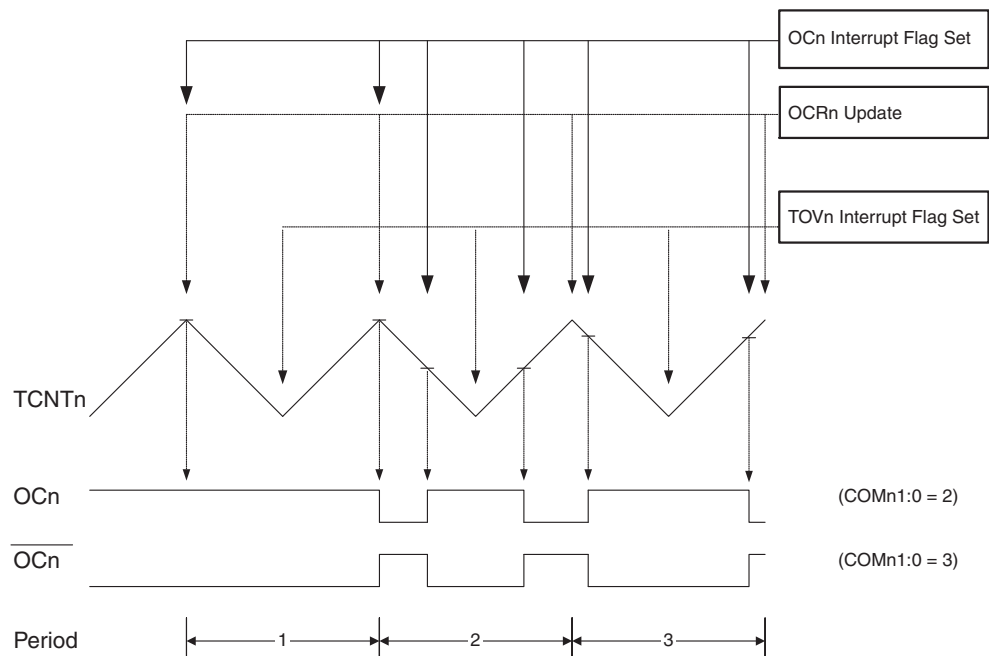 OCn Interrupt Flag Set
OCRn Update
TOVn Interrupt Flag Set
TCNTn
OCn (COMn1:0 = 2)
OCn (COMn1:0 = 3)
Period 1 2 3